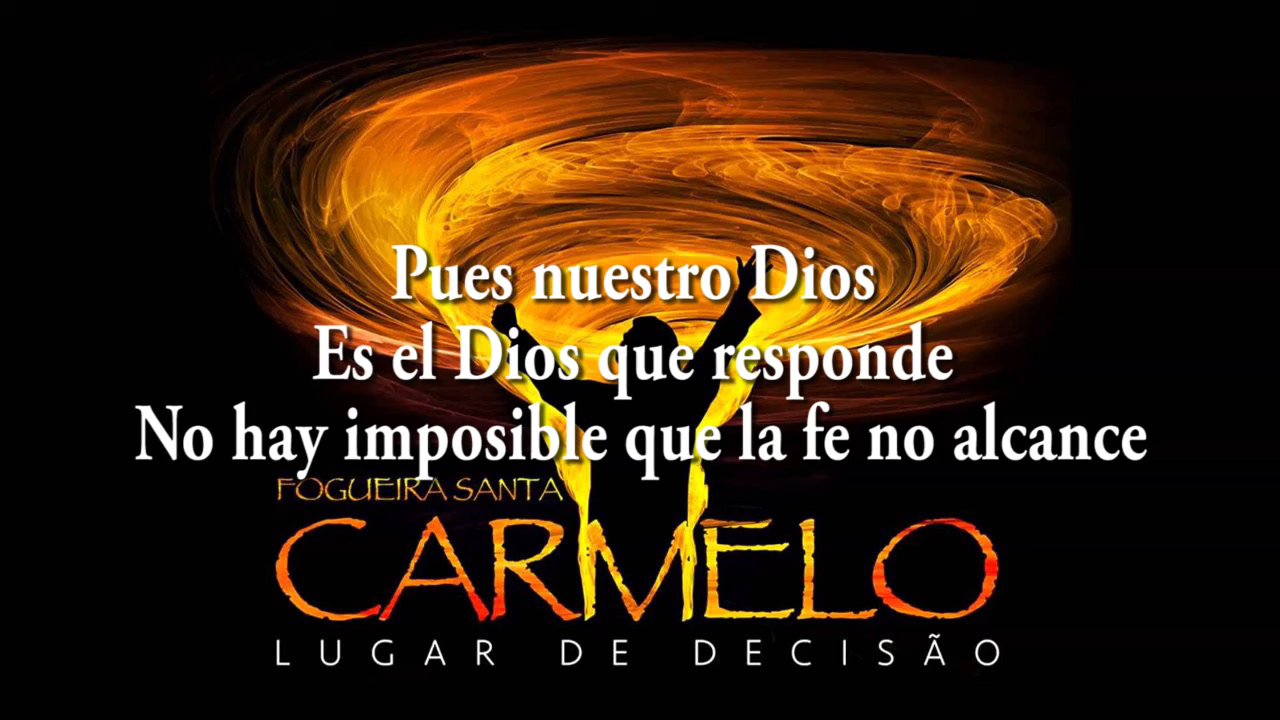 Pues nuestro Dios
Es el Dios que responde
No hay imposible que la fe no alcance
FOGUEIRA SANTA
CARMELO
LUGAR DE DECISÃO